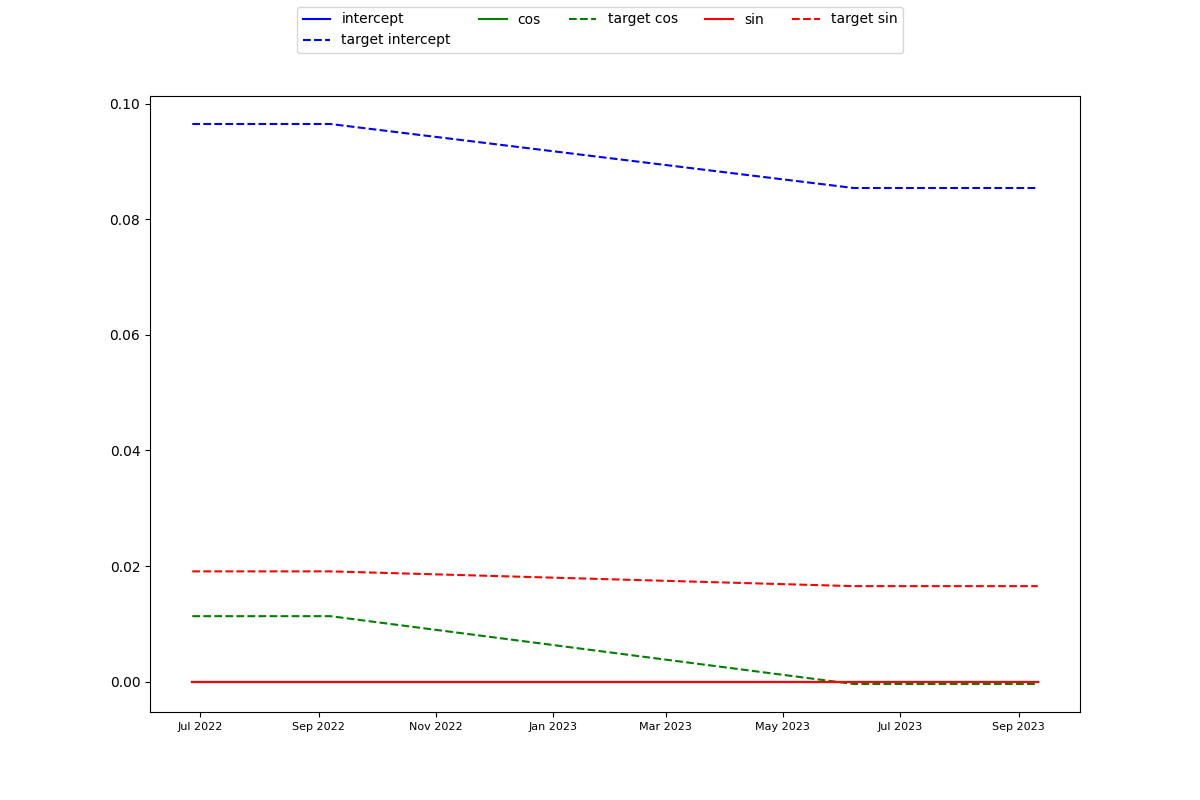 intercept cos target cos sin target sin
target intercept
0.10
0.08
0.06
0.04
0.02
0.00
Jul 2022 Sep 2022 Nov 2022 Jan 2023 Mar 2023 May 2023 Jul 2023 Sep 2023